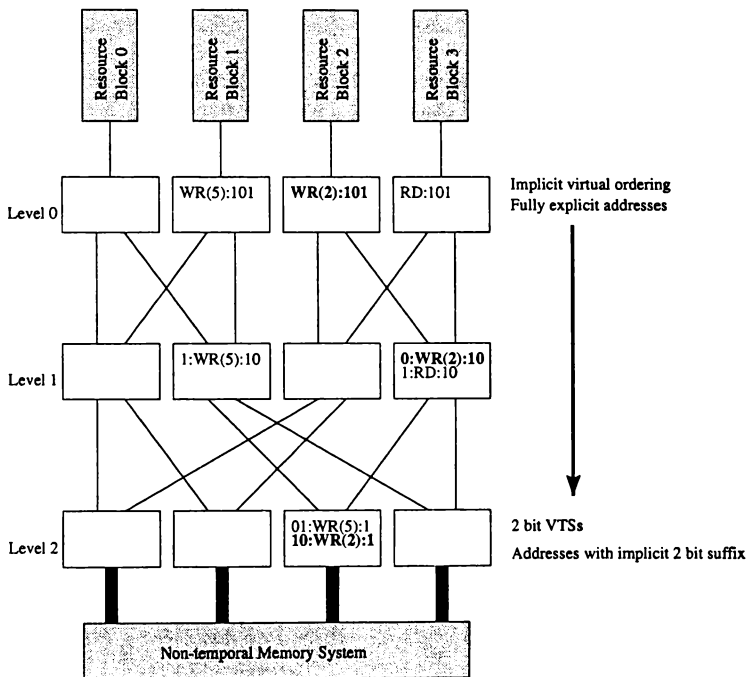 Resource
Block 0
Resource
Block 1
Resource
Block 2
Resource
Block 3
Level 0
WR(5):101
WR(2):101
RD:101
Implicit virtual ordering
Fully explicit addresses
Level 1
1:WR(5):10
0:WR(2):10
1:RD:10
Level 2
01:WR(5):1
10:WR(2):1
2 bit VTSs
Addresses with implicit 2 bit suffix
Non-temporal Memory System